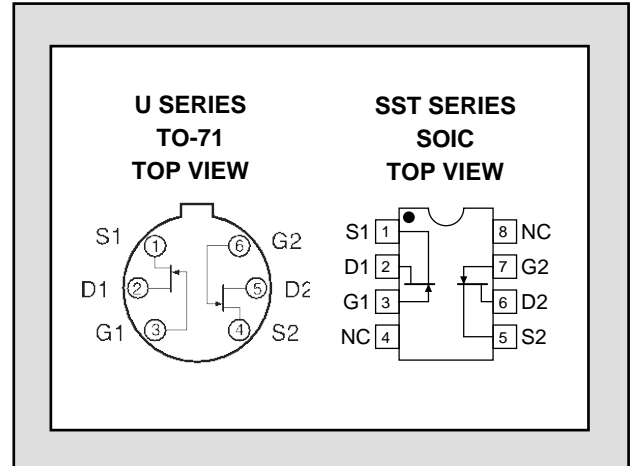 U SERIES
TO-71
TOP VIEW
S1
1
6
G2
D1
2
5
D2
G1
3
4
S2
SST SERIES
SOIC
TOP VIEW
S1 1
8 NC
D1 2
7 G2
G1 3
6 D2
NC 4
5 S2